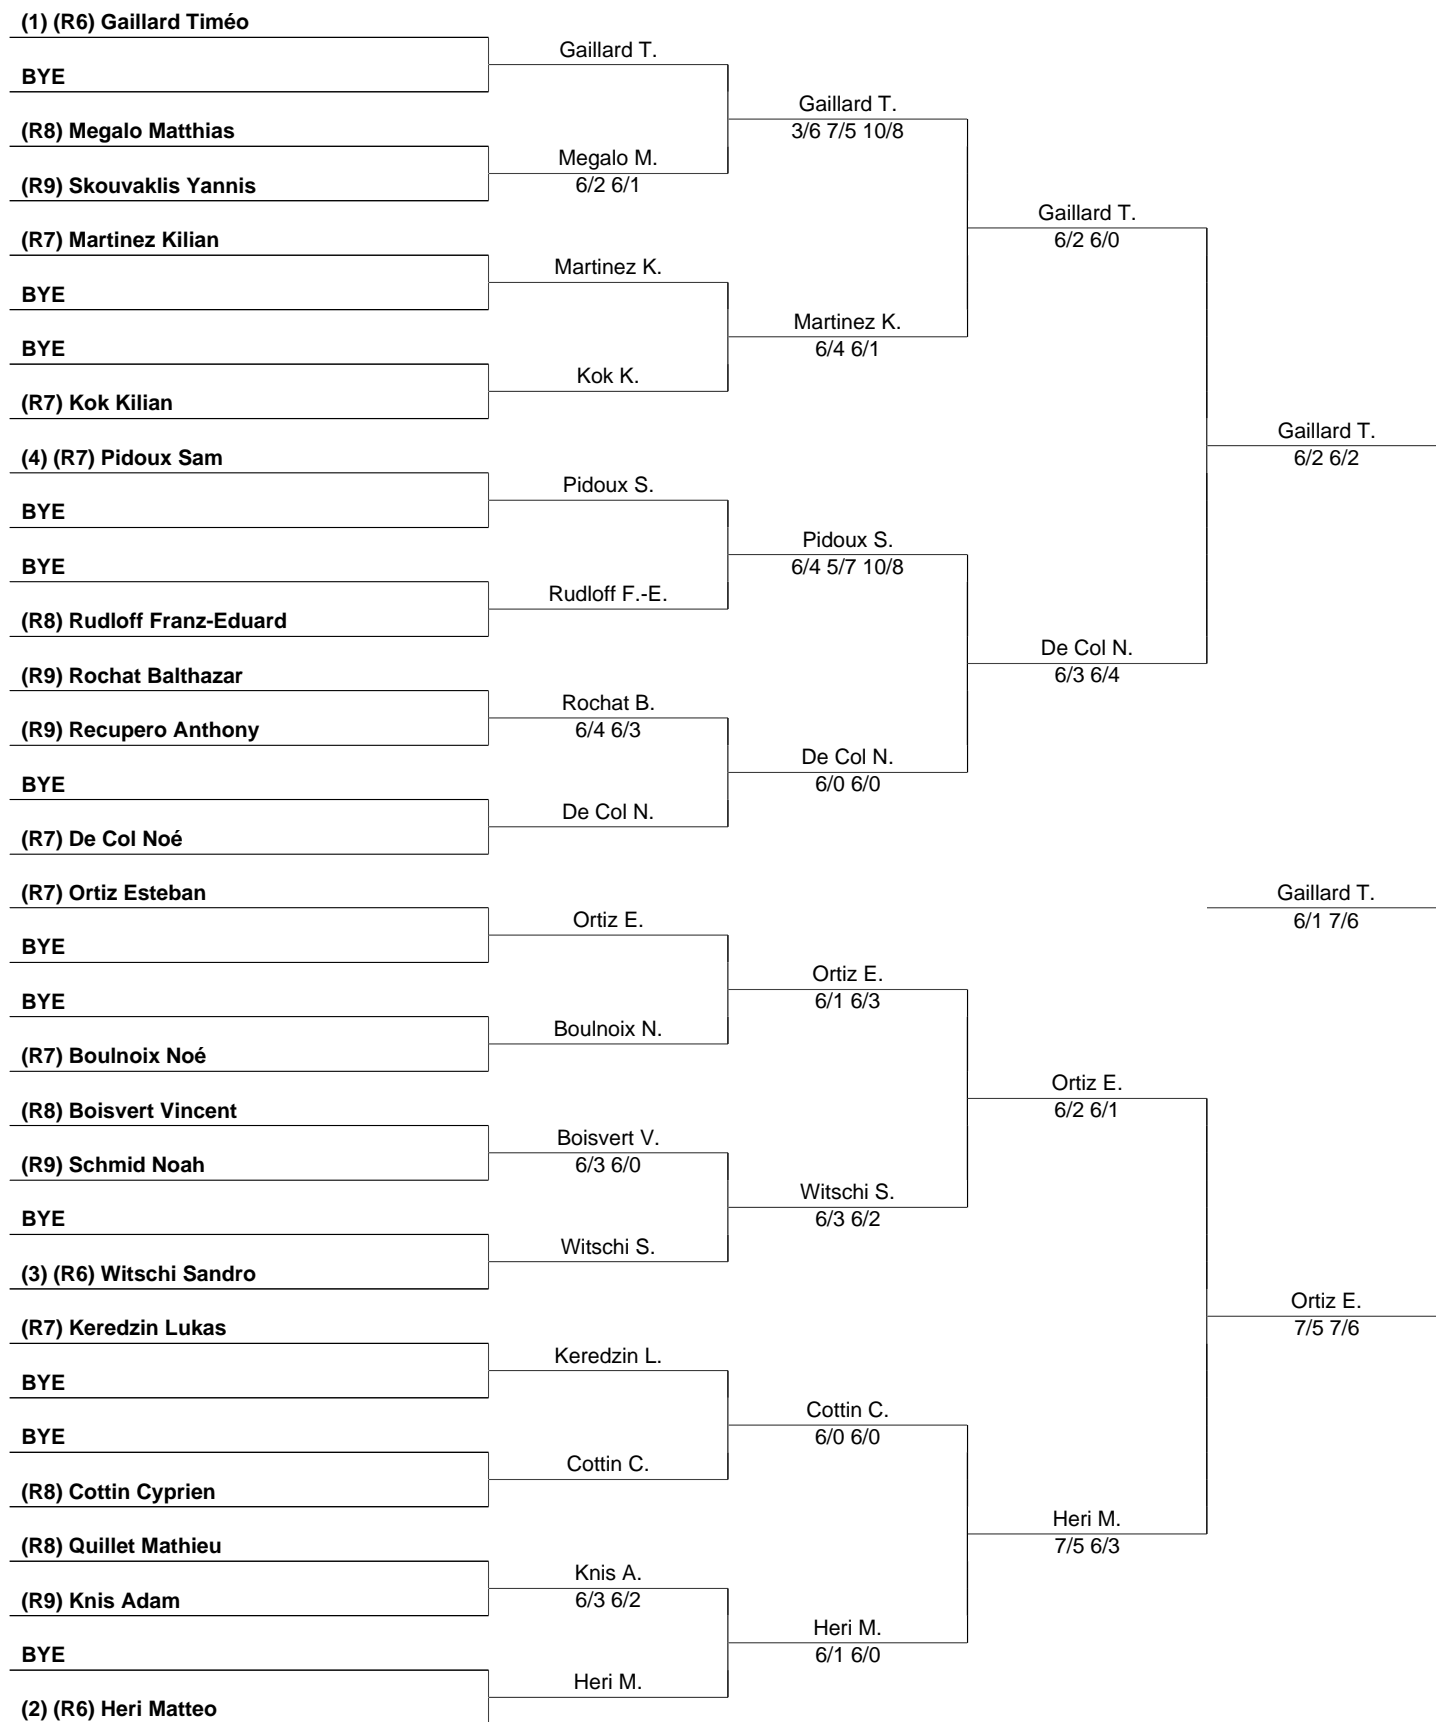 (1) (R6) Gaillard Timéo
BYE
(R8) Megalo Matthias
(R9) Skouvaklis Yannis
(R7) Martinez Kilian
BYE
BYE
(R7) Kok Kilian
(4) (R7) Pidoux Sam
BYE
BYE
(R8) Rudloff Franz-Eduard
(R9) Rochat Balthazar
(R9) Recupero Anthony
BYE
(R7) De Col Noé
(R7) Ortiz Esteban
BYE
BYE
(R7) Boulnoix Noé
(R8) Boisvert Vincent
(R9) Schmid Noah
BYE
(3) (R6) Witschi Sandro
(R7) Keredzin Lukas
BYE
BYE
(R8) Cottin Cyprien
(R8) Quillet Mathieu
(R9) Knis Adam
BYE
(2) (R6) Heri Matteo
Gaillard T.
Megalo M.
6/2 6/1
Martinez K.
Kok K.
Pidoux S.
Rudloff F.-E.
Rochat B.
6/4 6/3
De Col N.
Ortiz E.
Boulnoix N.
Boisvert V.
6/3 6/0
Witschi S.
Keredzin L.
Cottin C.
Knis A.
6/3 6/2
Heri M.
Gaillard T.
3/6 7/5 10/8
Martinez K.
6/4 6/1
Pidoux S.
6/4 5/7 10/8
De Col N.
6/0 6/0
Ortiz E.
6/1 6/3
Witschi S.
6/3 6/2
Cottin C.
6/0 6/0
Heri M.
6/1 6/0
Gaillard T.
6/2 6/0
De Col N.
6/3 6/4
Ortiz E.
6/2 6/1
Heri M.
7/5 6/3
Gaillard T.
6/2 6/2
Gaillard T.
6/1 7/6
Ortiz E.
7/5 7/6